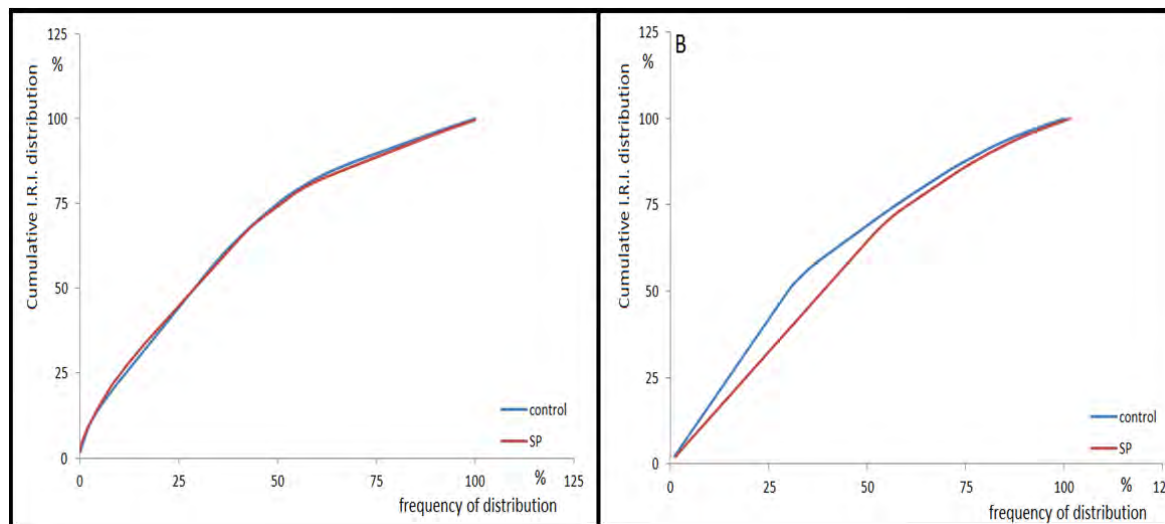 125
%
100
75
50
25
0
Cumulative I.R.I. distribution
control
SP
0 25 50 75 100 125
%
frequency of distribution
B
125
%
100
75
50
25
0
Cumulative I.R.I. distribution
control
SP
0 25 50 75 100 12
%
frequency of distribution